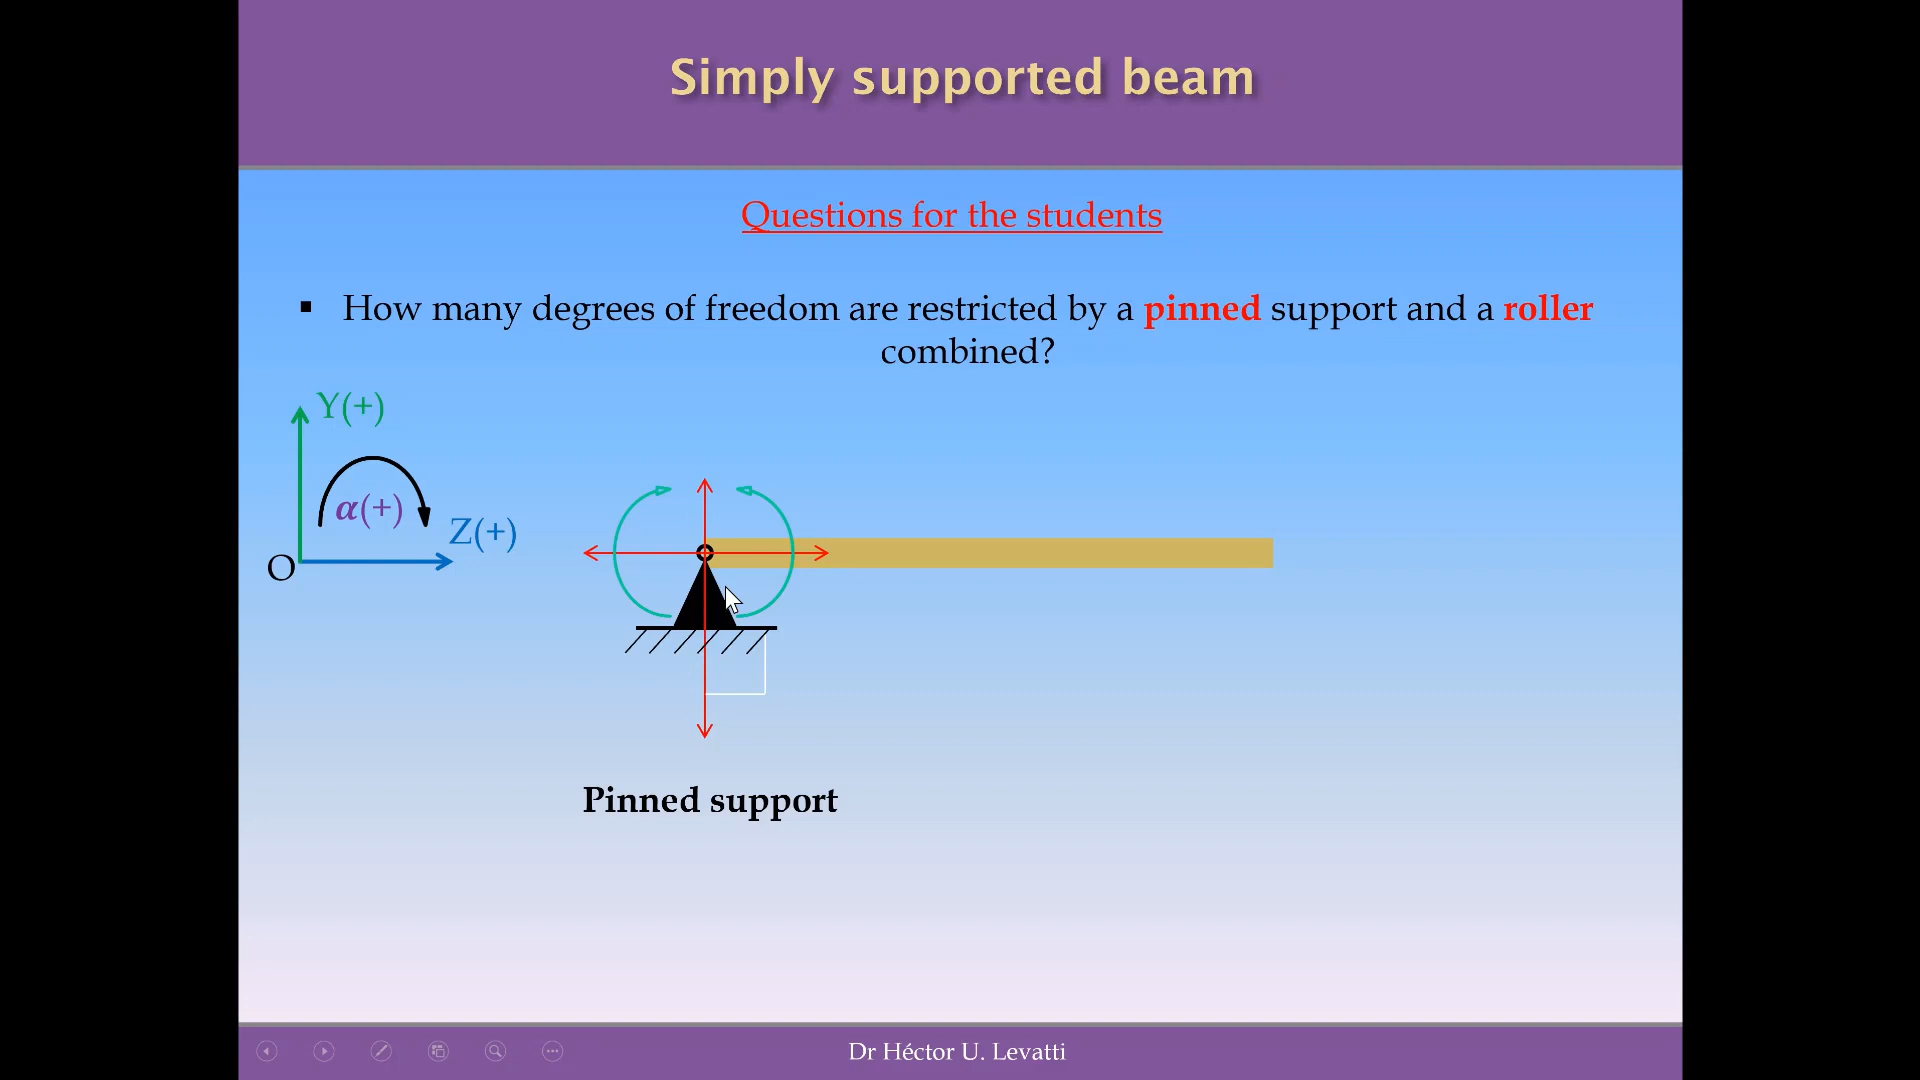 Simply supported beam
Questions for the students
▪ How many degrees of freedom are restricted by a pinned support and a roller
combined?
Y(+)
α(+)
Z(+)
O
Pinned support
Dr Héctor U. Levatti